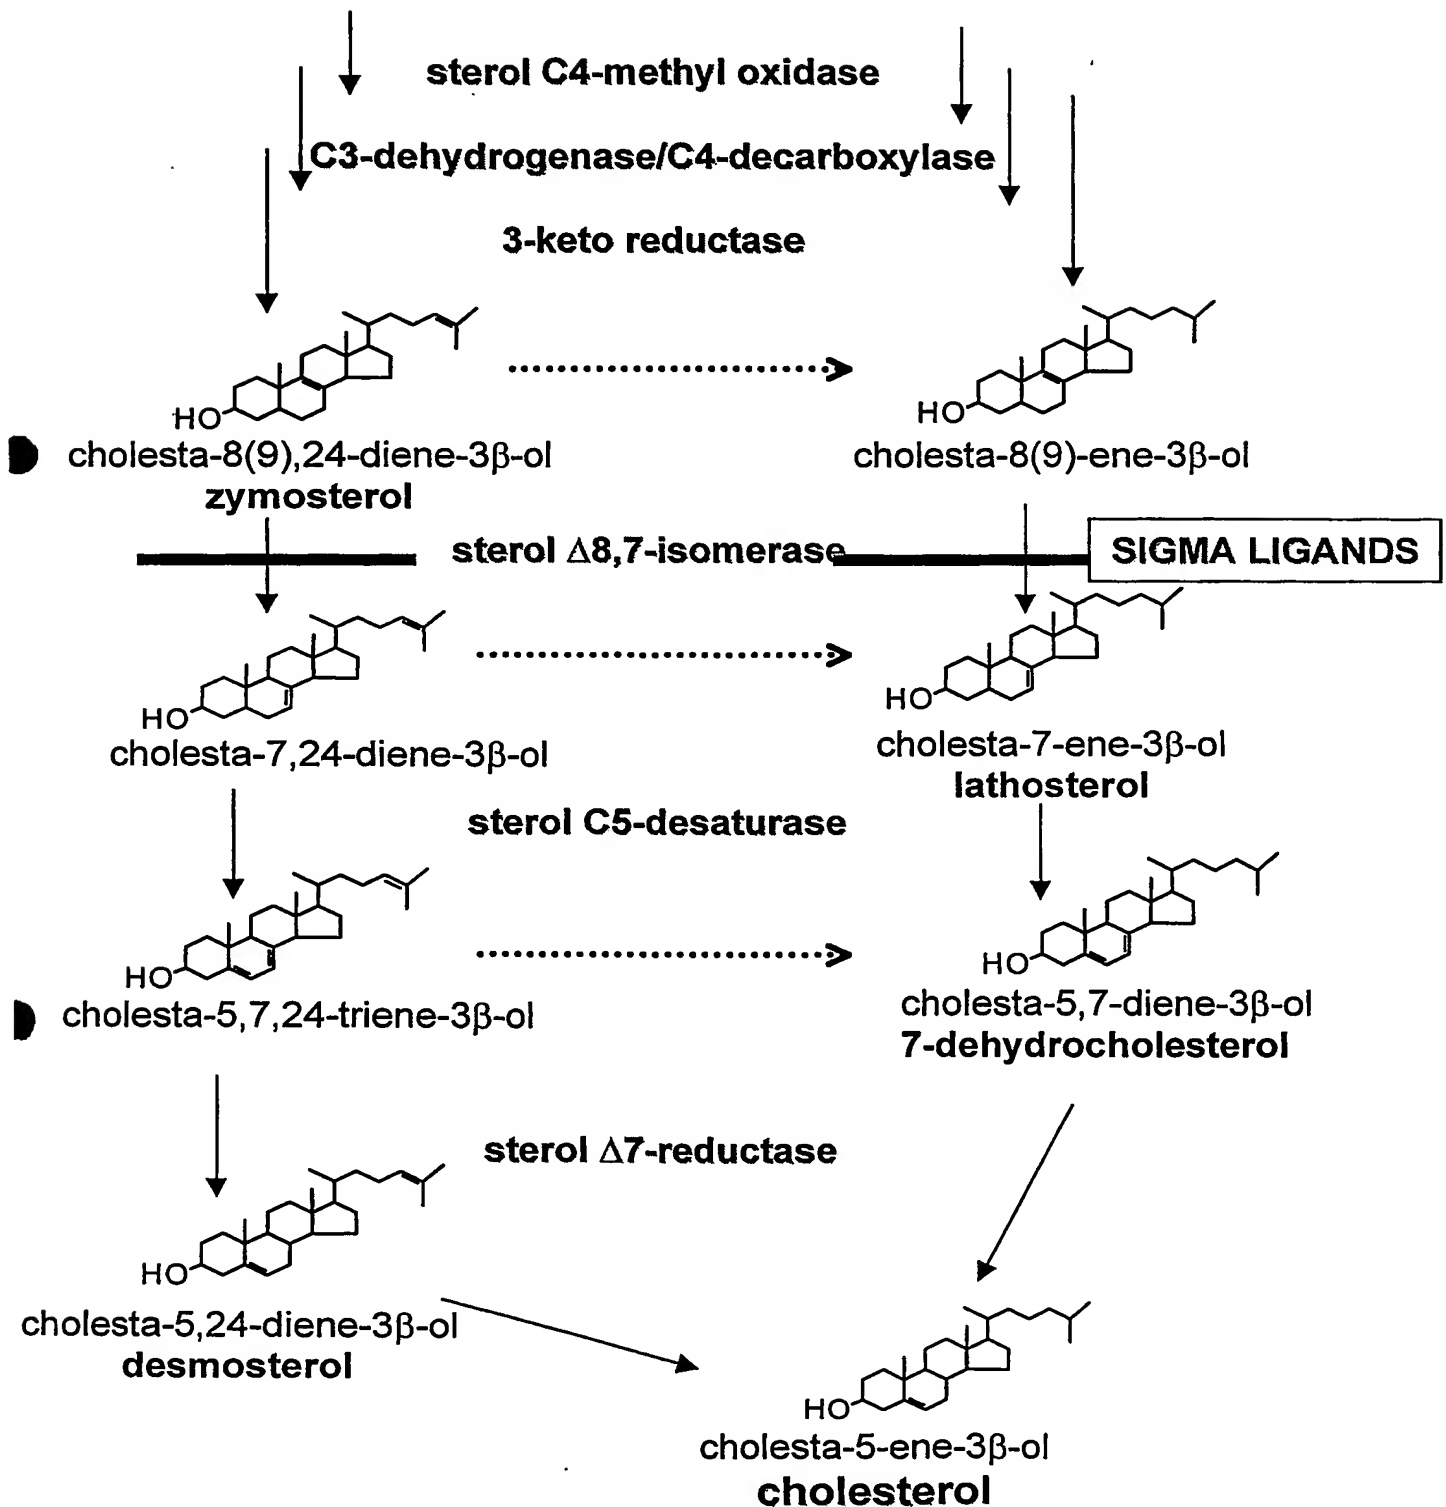 sterol C4-methyl oxidase
C3-dehydrogenase/C4-decarboxylase
3-keto reductase
HO
HO
cholesta-8(9),24-diene-3β-ol
zymosterol
cholesta-8(9)-ene-3β-ol
sterol Δ8,7-isomerase
SIGMA LIGANDS
HO
HO
cholesta-7,24-diene-3β-ol
cholesta-7-ene-3β-ol
lathosterol
sterol C5-desaturase
HO
HO
cholesta-5,7,24-triene-3β-ol
cholesta-5,7-diene-3β-ol
7-dehydrocholesterol
sterol Δ7-reductase
HO
cholesta-5,24-diene-3β-ol
desmosterol
HO
cholesta-5-ene-3β-ol
cholesterol